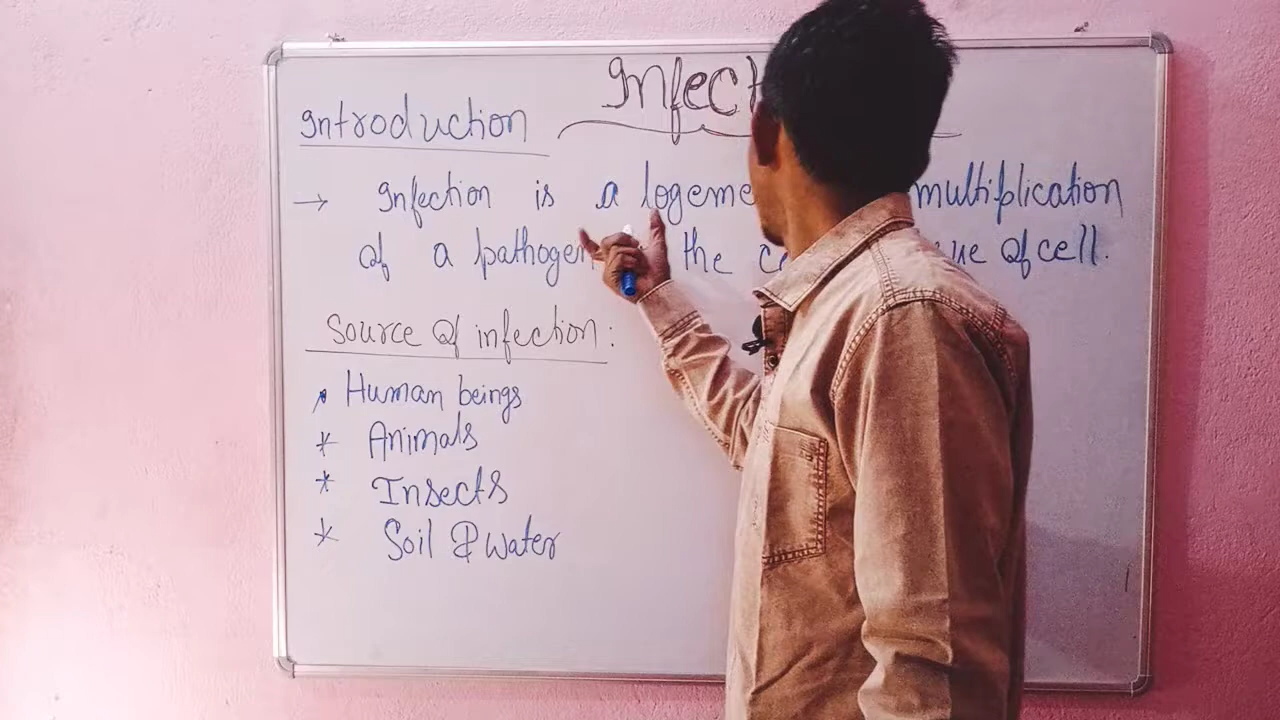 Infect
Introduction
→ Infection is a logeme multiplication
of a pathogen the ce ue of cell.
Source of infection:
* Human beings
* Animals
* Insects
* Soil & water